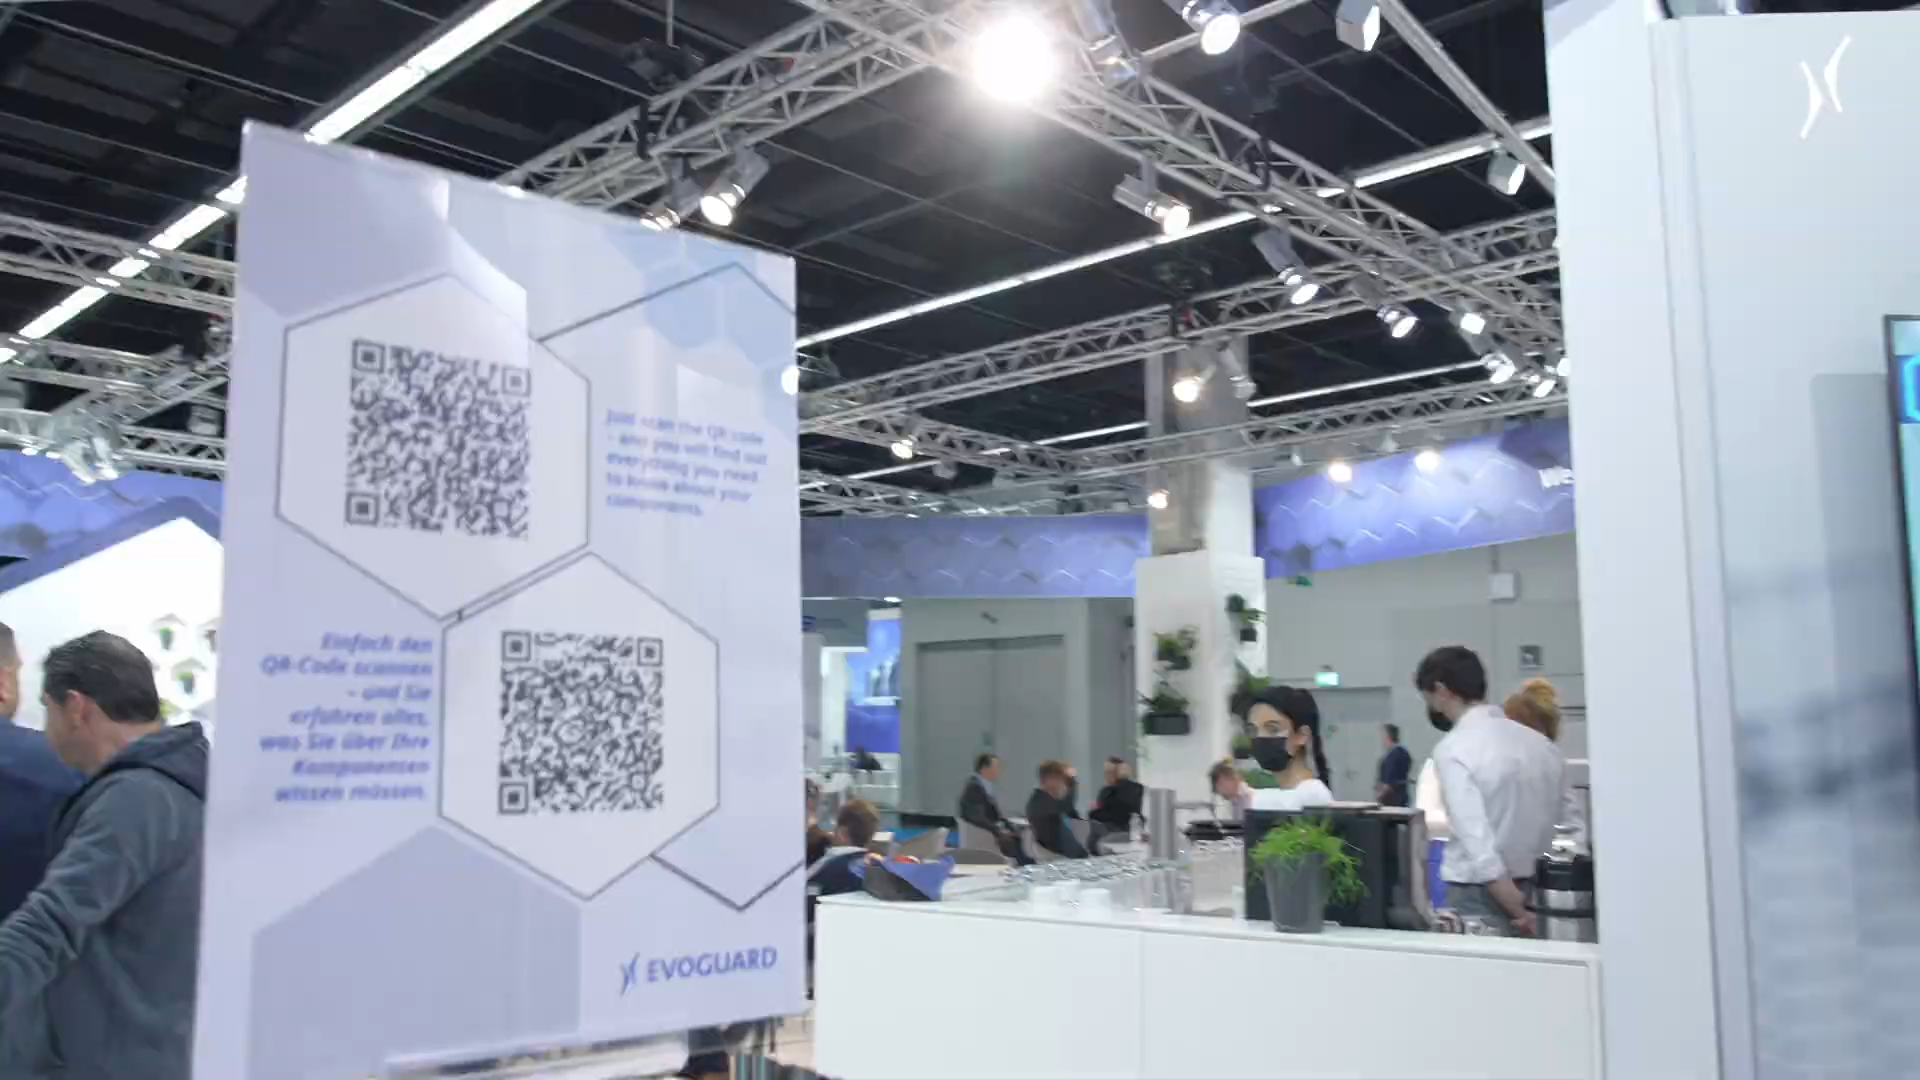 Just scan the QR code
– and you will find out
everything you need
to know about your
components.
Einfach den
QR-Code scannen
– und Sie
erfahren alles,
was Sie über Ihre
Komponenten
wissen müssen.
EVOGUARD
We